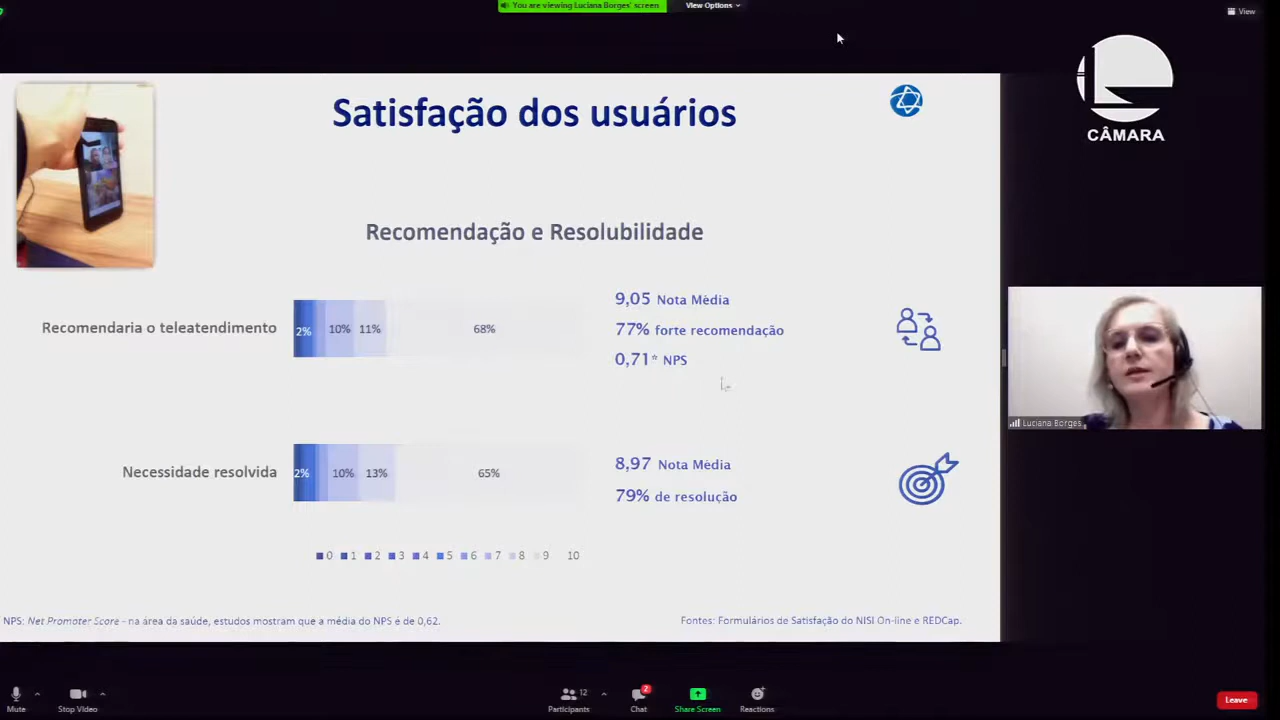 You are viewing Luciana Borges' screen
View Options
View
CÂMARA
Satisfação dos usuários
Recomendação e Resolubilidade
Recomendaria o teleatendimento
2% 10% 11% 68%
9,05 Nota Média
77% forte recomendação
0,71* NPS
Luciana Borges
Necessidade resolvida
2% 10% 13% 65%
8,97 Nota Média
79% de resolução
0 1 2 3 4 5 6 7 8 9 10
NPS: Net Promoter Score - na área da saúde, estudos mostram que a média do NPS é de 0,62.
Fontes: Formulários de Satisfação do NISI On-line e REDCap.
Mute
Stop Video
12
Participants
2
Chat
Share Screen
Reactions
Leave